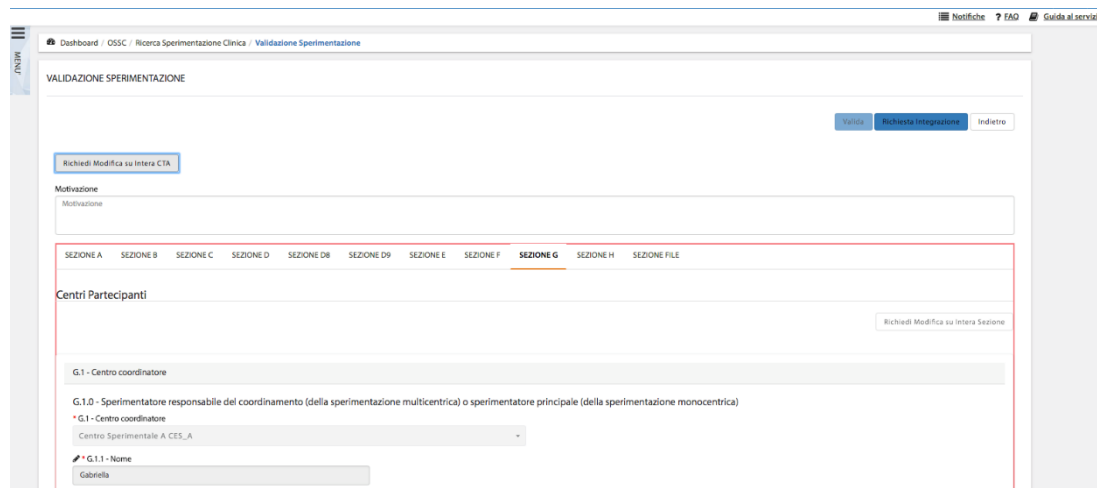 Notifiche ? FAQ Guida al servizi
MENU'
Dashboard / OSSC / Ricerca Sperimentazione Clinica / Validazione Sperimentazione
VALIDAZIONE SPERIMENTAZIONE
Valida Richiesta Integrazione Indietro
Richiedi Modifica su Intera CTA
Motivazione
Motivazione
SEZIONE A SEZIONE B SEZIONE C SEZIONE D SEZIONE D8 SEZIONE D9 SEZIONE E SEZIONE F SEZIONE G SEZIONE H SEZIONE FILE
Centri Partecipanti
Richiedi Modifica su Intera Sezione
G.1 - Centro coordinatore
G.1.0 - Sperimentatore responsabile del coordinamento (della sperimentazione multicentrica) o sperimentatore principale (della sperimentazione monocentrica)
* G.1 - Centro coordinatore
Centro Sperimentale A CES_A
* G.1.1 - Nome
Gabriella